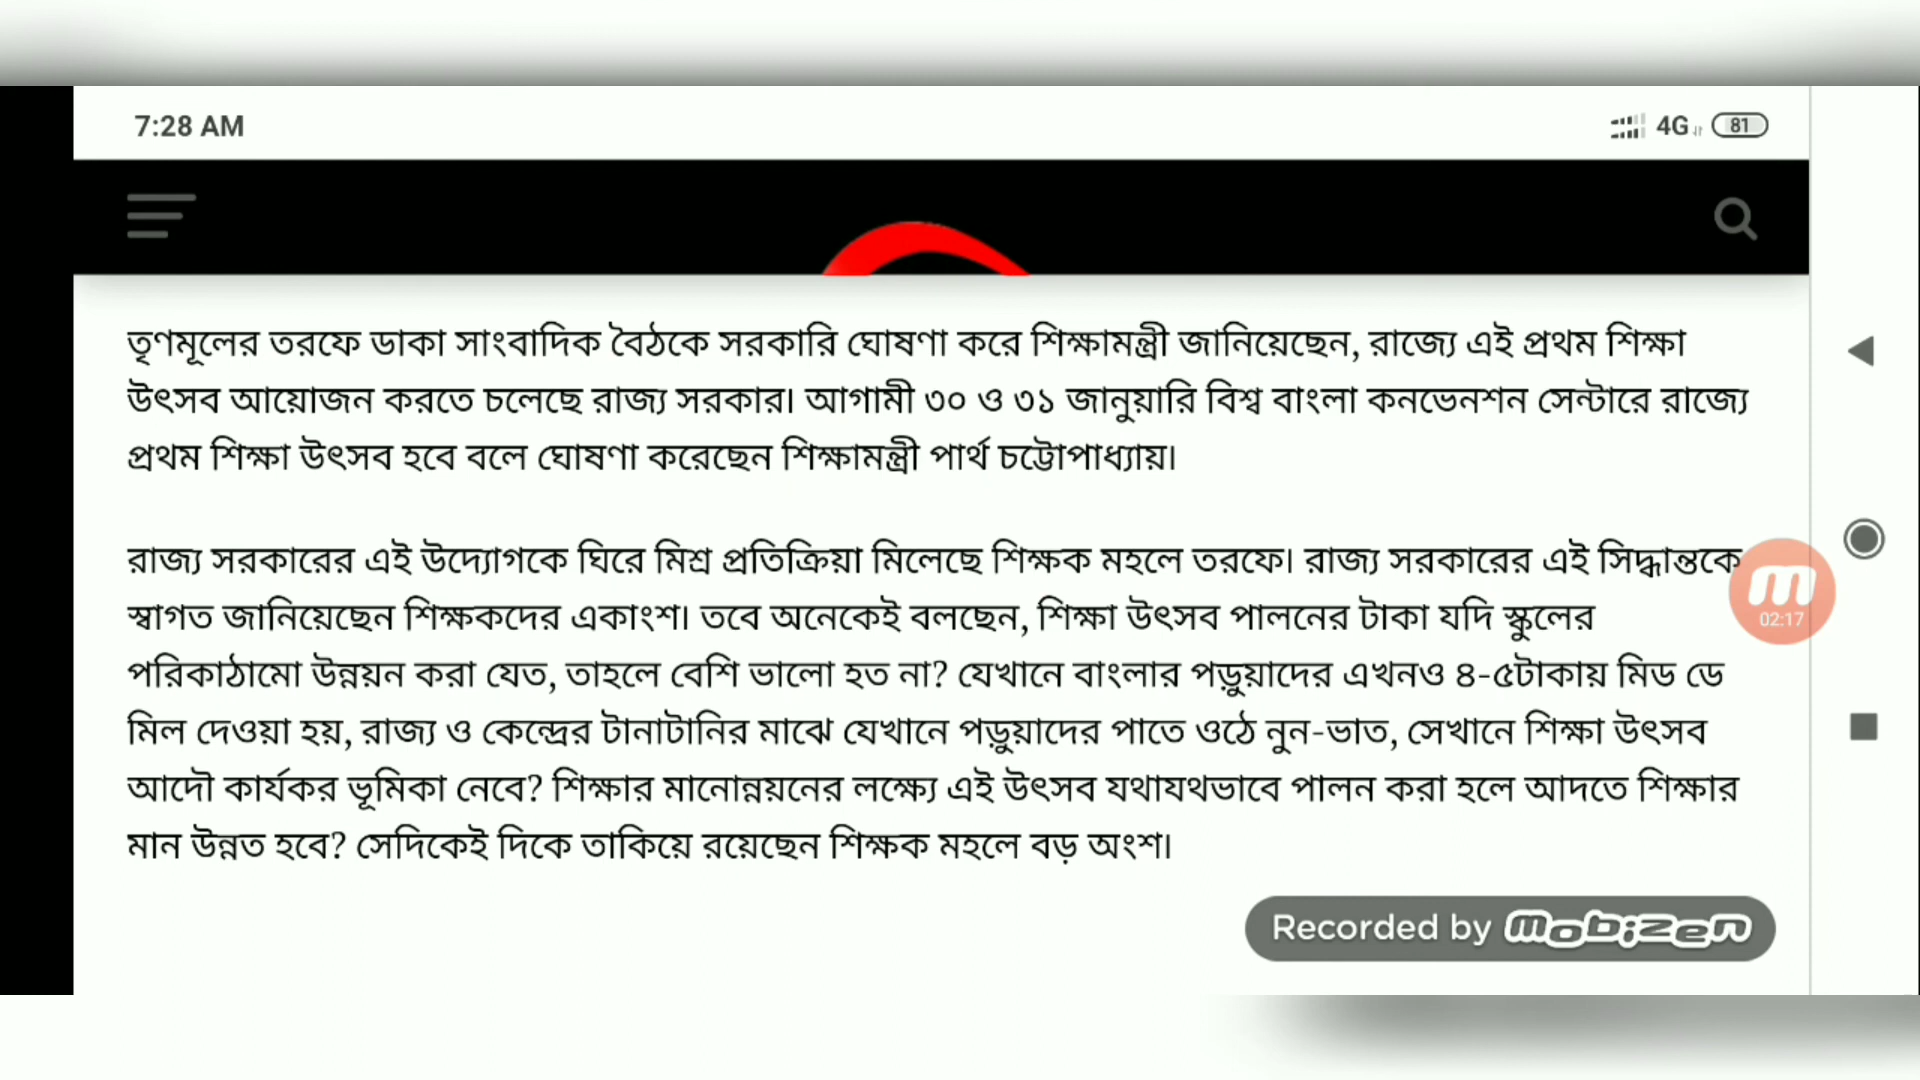 7:28 AM
4G 81
তৃণমূলের তরফে ডাকা সাংবাদিক বৈঠকে সরকারি ঘোষণা করে শিক্ষামন্ত্রী জানিয়েছেন, রাজ্যে এই প্রথম শিক্ষা
উৎসব আয়োজন করতে চলেছে রাজ্য সরকার। আগামী ৩০ ও ৩১ জানুয়ারি বিশ্ব বাংলা কনভেনশন সেন্টারে রাজ্যে
প্রথম শিক্ষা উৎসব হবে বলে ঘোষণা করেছেন শিক্ষামন্ত্রী পার্থ চট্টোপাধ্যায়।
রাজ্য সরকারের এই উদ্যোগকে ঘিরে মিশ্র প্রতিক্রিয়া মিলেছে শিক্ষক মহলে তরফে। রাজ্য সরকারের এই সিদ্ধান্তকে
স্বাগত জানিয়েছেন শিক্ষকদের একাংশ। তবে অনেকেই বলছেন, শিক্ষা উৎসব পালনের টাকা যদি স্কুলের
02:17
পরিকাঠামো উন্নয়ন করা যেত, তাহলে বেশি ভালো হত না? যেখানে বাংলার পড়ুয়াদের এখনও ৪-৫টাকায় মিড ডে
মিল দেওয়া হয়, রাজ্য ও কেন্দ্রের টানাটানির মাঝে যেখানে পড়ুয়াদের পাতে ওঠে নুন-ভাত, সেখানে শিক্ষা উৎসব
আদৌ কার্যকর ভূমিকা নেবে? শিক্ষার মানোন্নয়নের লক্ষ্যে এই উৎসব যথাযথভাবে পালন করা হলে আদতে শিক্ষার
মান উন্নত হবে? সেদিকেই দিকে তাকিয়ে রয়েছেন শিক্ষক মহলে বড় অংশ।
Recorded by mobizen